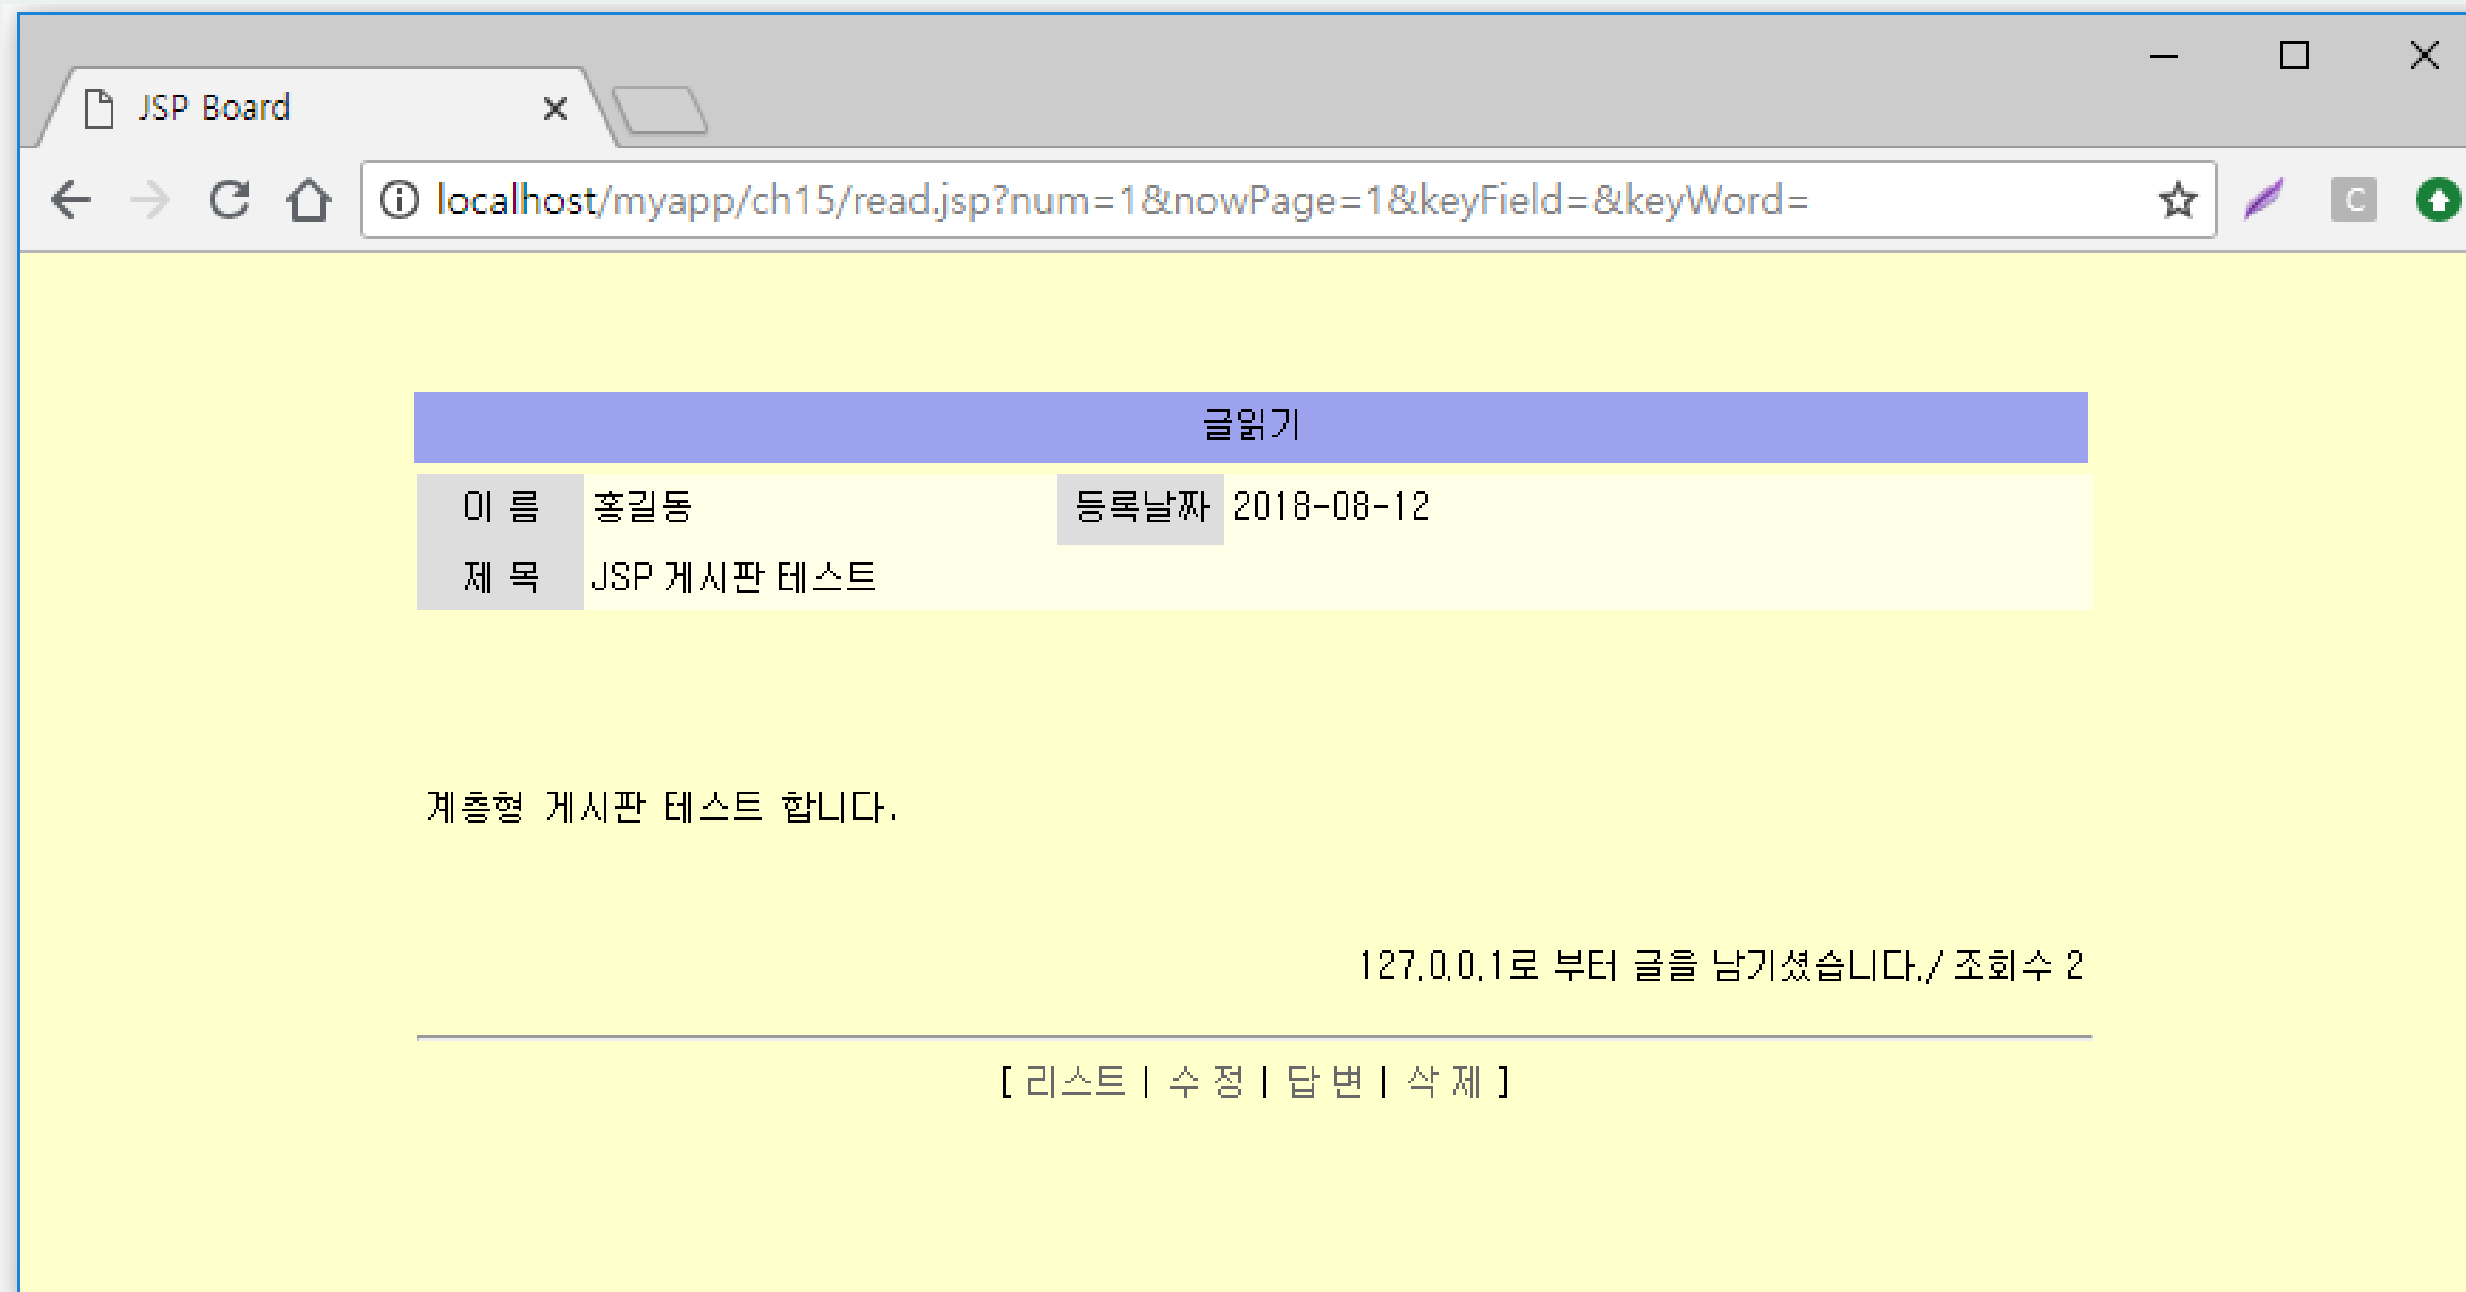 JSP Board
localhost/myapp/ch15/read.jsp?num=1&nowPage=1&keyField=&keyWord=
C
글읽기
이 름 홍길동 등록날짜 2018-08-12
제 목 JSP 게시판 테스트
계층형 게시판 테스트 합니다.
127.0.0.1로 부터 글을 남기셨습니다./ 조회수 2
[ 리스트 | 수 정 | 답 변 | 삭 제 ]